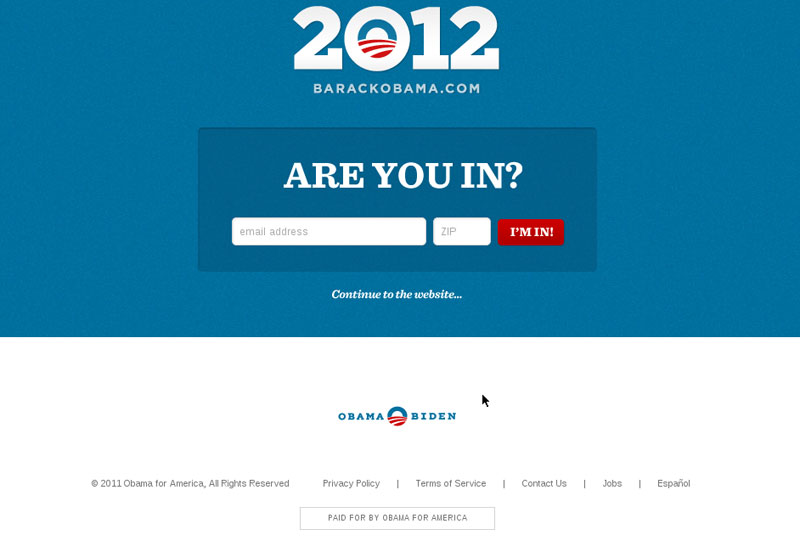 2012
BARACKOBAMA.COM
ARE YOU IN?
email address ZIP I'M IN!
Continue to the website...
OBAMA BIDEN
© 2011 Obama for America, All Rights Reserved Privacy Policy | Terms of Service | Contact Us | Jobs | Español
PAID FOR BY OBAMA FOR AMERICA